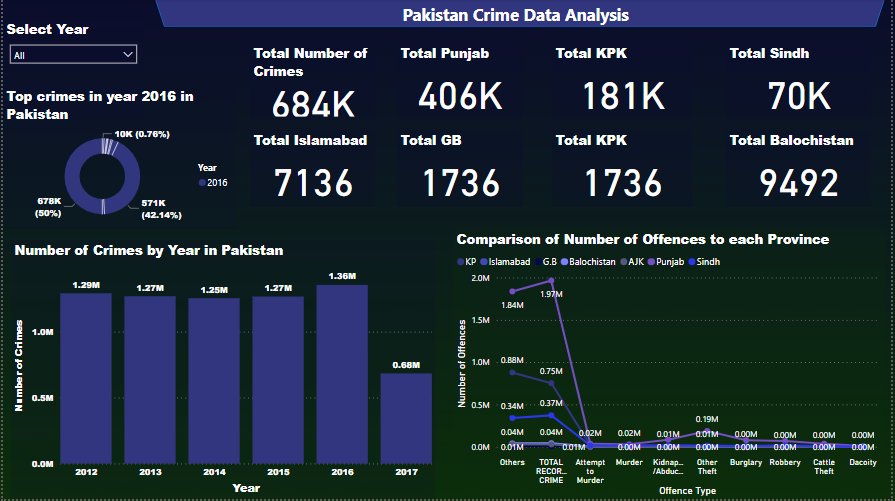 Pakistan Crime Data Analysis
Select Year
All
Top crimes in year 2016 in
Pakistan
10K (0.76%)
678K
(50%)
571K
(42.14%)
Year
2016
Total Number of
Crimes
684K
Total Punjab
406K
Total KPK
181K
Total Sindh
70K
Total Islamabad
7136
Total GB
1736
Total KPK
1736
Total Balochistan
9492
Number of Crimes by Year in Pakistan
Number of Crimes
1.0M
0.5M
0.0M
1.29M
1.27M
1.25M
1.27M
1.36M
0.68M
2012
2013
2014
2015
2016
2017
Year
Comparison of Number of Offences to each Province
KP Islamabad G.B Balochistan AJK Punjab Sindh
Number of Offences
2.0M
1.5M
1.0M
0.5M
0.0M
1.84M
1.97M
0.88M
0.75M
0.34M
0.37M
0.04M
0.04M
0.02M
0.02M
0.01M
0.19M
0.01M
0.00M
0.00M
0.00M
0.00M
0.01M
0.01M
0.00M
0.00M
0.00M
0.00M
0.00M
0.00M
0.00M
Others
TOTAL
RECOR...
CRIME
Attempt
to
Murder
Murder
Kidnap...
/Abduc...
Other
Theft
Burglary
Robbery
Cattle
Theft
Dacoity
Offence Type